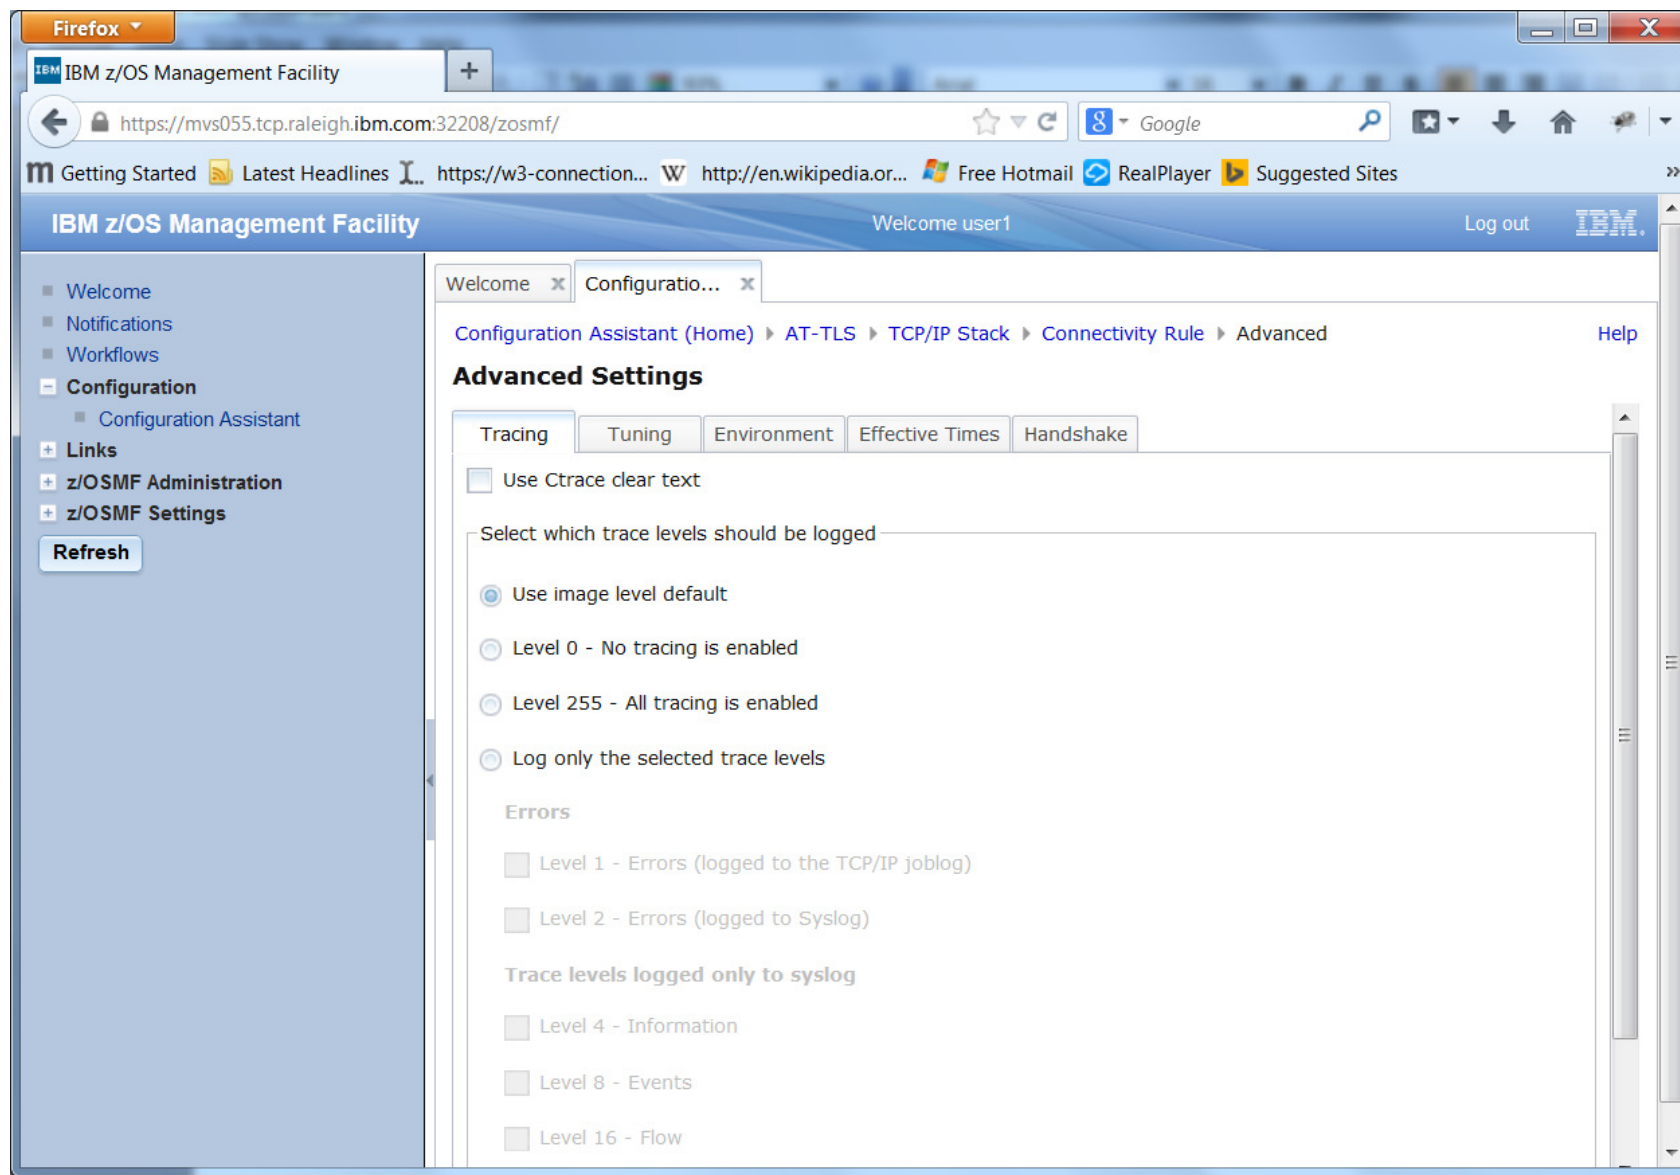 Firefox
IBM IBM z/OS Management Facility
https://mvs055.tcp.raleigh.ibm.com:32208/zosmf/
8 Google
Getting Started Latest Headlines https://w3-connection... W http://en.wikipedia.or... Free Hotmail RealPlayer Suggested Sites
IBM z/OS Management Facility Welcome user1 Log out IBM.
Welcome
Notifications
Workflows
Configuration
Configuration Assistant
Links
z/OSMF Administration
z/OSMF Settings
Refresh
Welcome x Configuratio... x
Configuration Assistant (Home) AT-TLS TCP/IP Stack Connectivity Rule Advanced Help
Advanced Settings
Tracing Tuning Environment Effective Times Handshake
Use Ctrace clear text
Select which trace levels should be logged
Use image level default
Level 0 - No tracing is enabled
Level 255 - All tracing is enabled
Log only the selected trace levels
Errors
Level 1 - Errors (logged to the TCP/IP joblog)
Level 2 - Errors (logged to Syslog)
Trace levels logged only to syslog
Level 4 - Information
Level 8 - Events
Level 16 - Flow